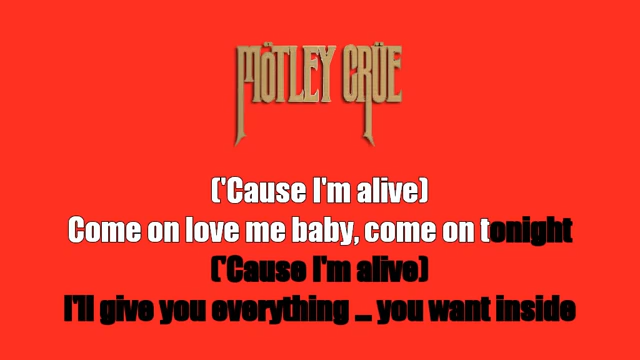 MÖTLEY CRÜE
('Cause I'm alive)
Come on love me baby, come on tonight
('Cause I'm alive)
I'll give you everything ... you want inside